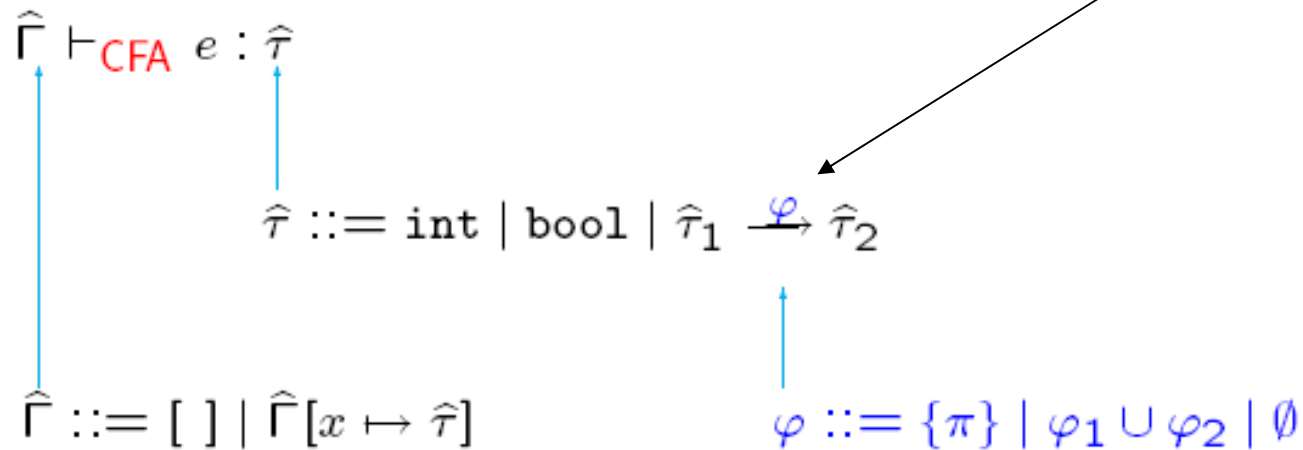 Γ̂ ⊢CFA e : τ̂
τ̂ ::= int | bool | τ̂₁ —φ→ τ̂₂
Γ̂ ::= [ ] | Γ̂[x ↦ τ̂]
φ ::= {π} | φ₁ ∪ φ₂ | ∅